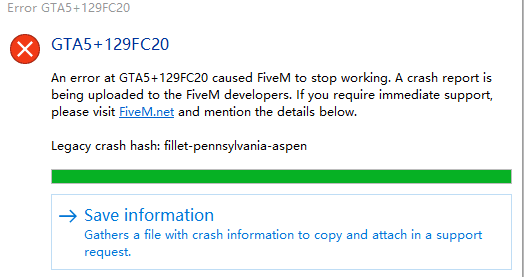 Error GTA5+129FC20
GTA5+129FC20
An error at GTA5+129FC20 caused FiveM to stop working. A crash report is
being uploaded to the FiveM developers. If you require immediate support,
please visit FiveM.net and mention the details below.
Legacy crash hash: fillet-pennsylvania-aspen
Save information
Gathers a file with crash information to copy and attach in a support
request.